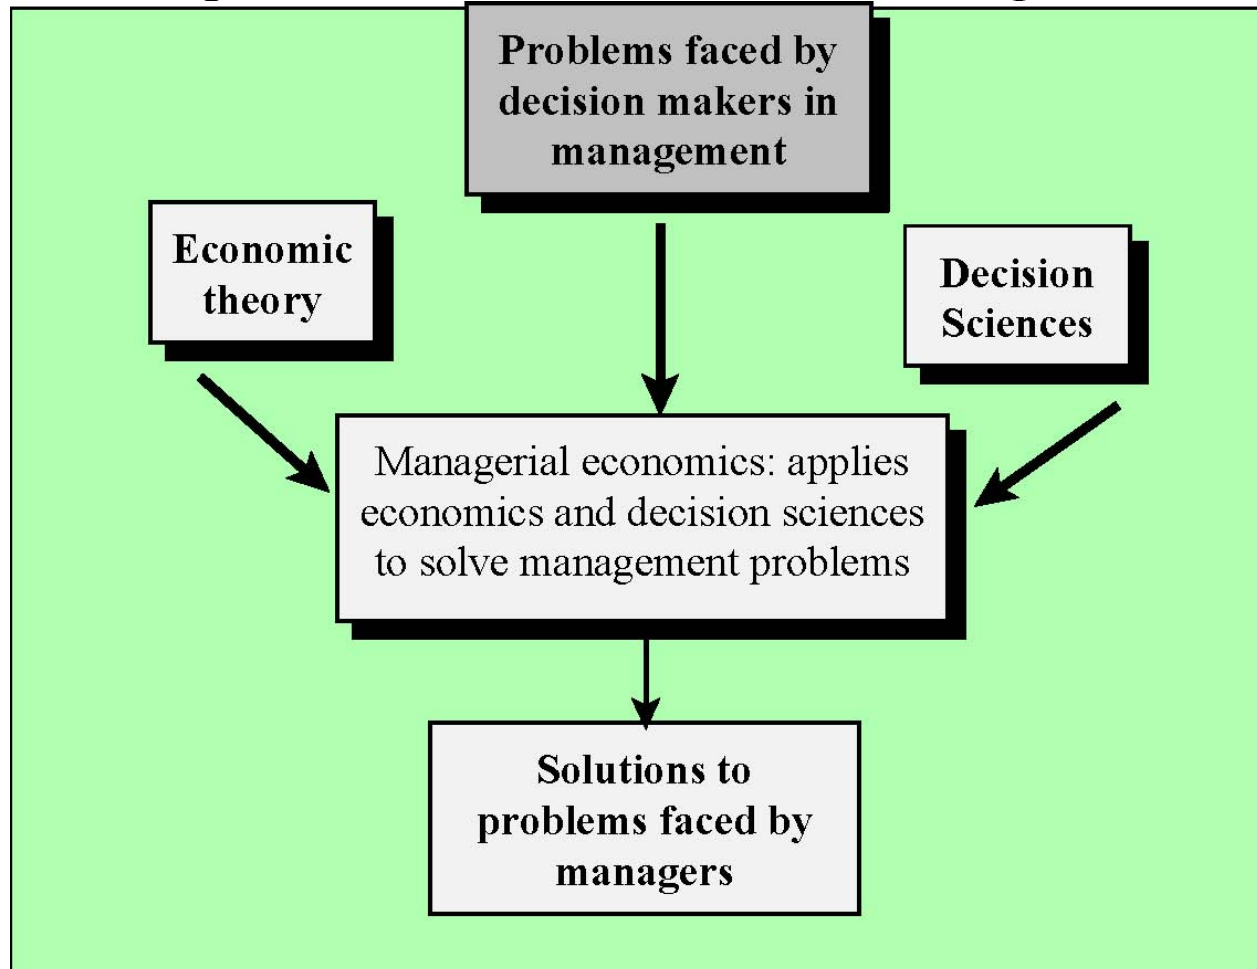 Problems faced by
decision makers in
management
Economic
theory
Decision
Sciences
Managerial economics: applies
economics and decision sciences
to solve management problems
Solutions to
problems faced by
managers